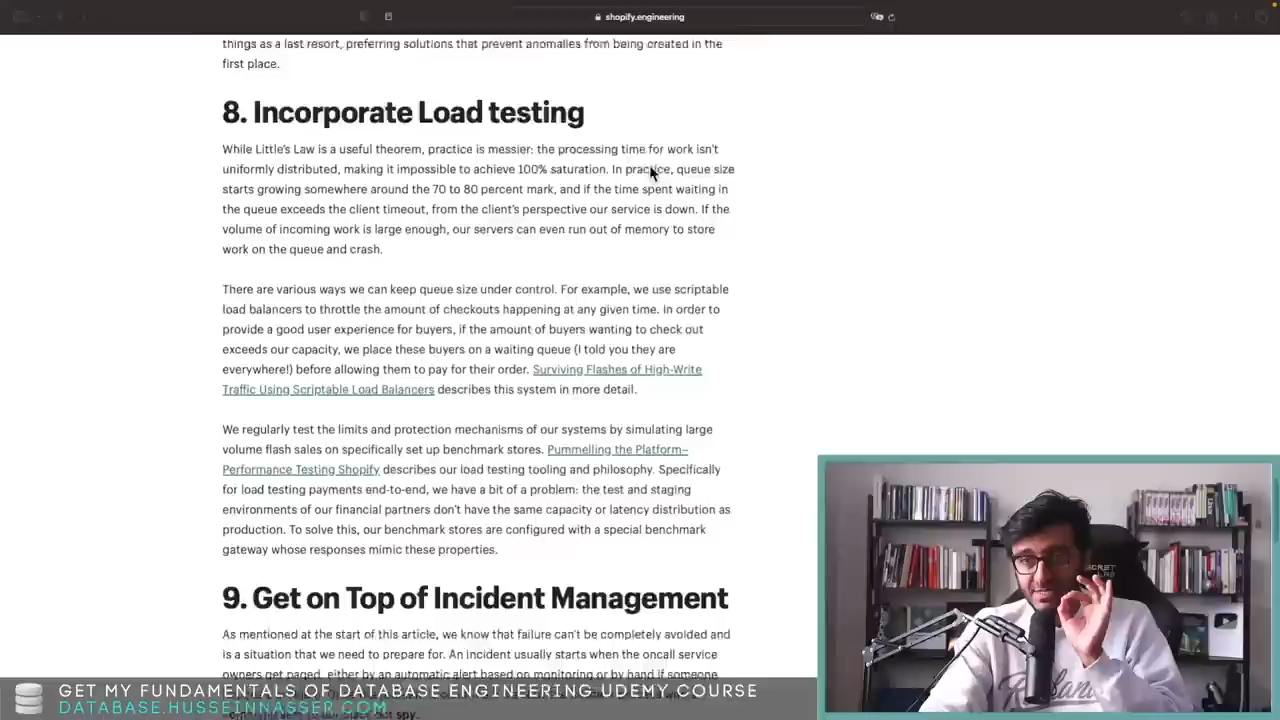 shopify.engineering
things as a last resort, preferring solutions that prevent anomalies from being created in the
first place.
8. Incorporate Load testing
While Little's Law is a useful theorem, practice is messier: the processing time for work isn't
uniformly distributed, making it impossible to achieve 100% saturation. In practice, queue size
starts growing somewhere around the 70 to 80 percent mark, and if the time spent waiting in
the queue exceeds the client timeout, from the client's perspective our service is down. If the
volume of incoming work is large enough, our servers can even run out of memory to store
work on the queue and crash.
There are various ways we can keep queue size under control. For example, we use scriptable
load balancers to throttle the amount of checkouts happening at any given time. In order to
provide a good user experience for buyers, if the amount of buyers wanting to check out
exceeds our capacity, we place these buyers on a waiting queue (I told you they are
everywhere!) before allowing them to pay for their order. Surviving Flashes of High-Write
Traffic Using Scriptable Load Balancers describes this system in more detail.
We regularly test the limits and protection mechanisms of our systems by simulating large
volume flash sales on specifically set up benchmark stores. Pummelling the Platform–
Performance Testing Shopify describes our load testing tooling and philosophy. Specifically
for load testing payments end-to-end, we have a bit of a problem: the test and staging
environments of our financial partners don't have the same capacity or latency distribution as
production. To solve this, our benchmark stores are configured with a special benchmark
gateway whose responses mimic these properties.
9. Get on Top of Incident Management
As mentioned at the start of this article, we know that failure can't be completely avoided and
is a situation that we need to prepare for. An incident usually starts when the oncall service
owners get paged, either by an automatic alert based on monitoring or by hand if someone
GET MY FUNDAMENTALS OF DATABASE ENGINEERING UDEMY COURSE
DATABASE.HUSSEINNASSER.COM